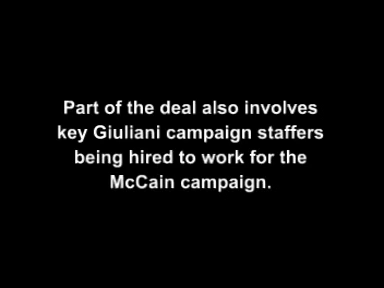 Part of the deal also involves
key Giuliani campaign staffers
being hired to work for the
McCain campaign.